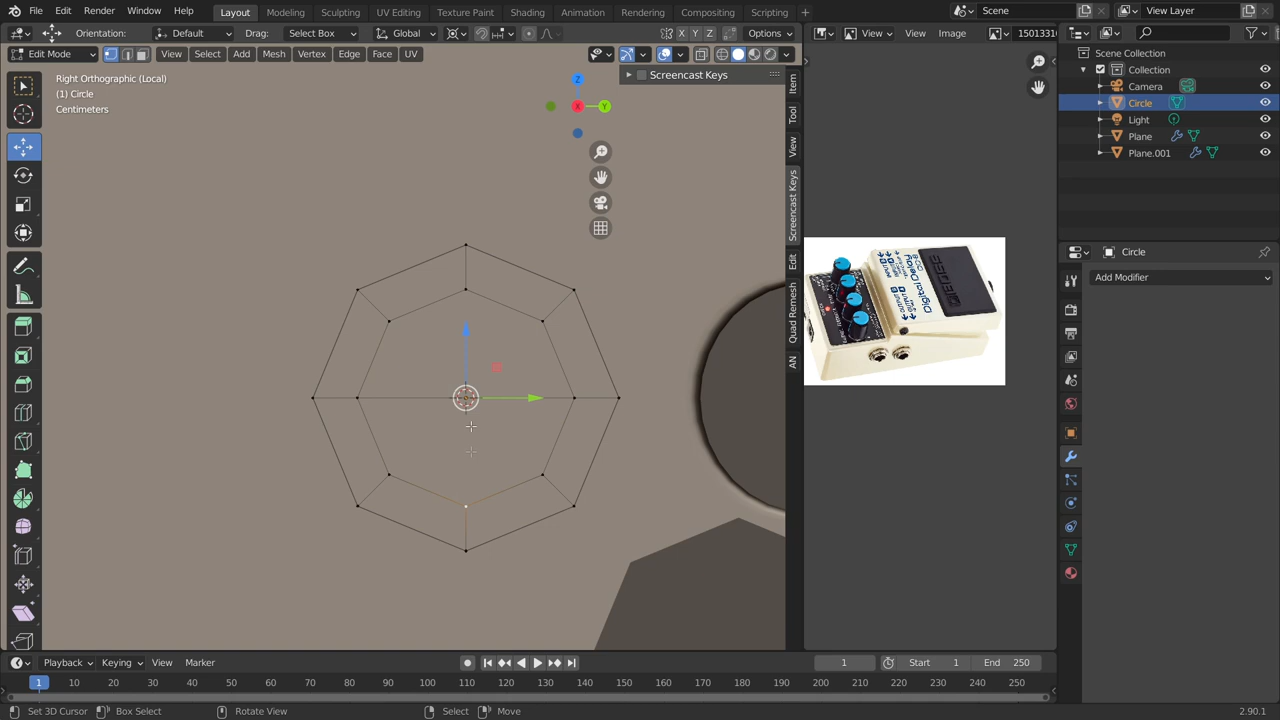 File Edit Render Window Help Layout Modeling Sculpting UV Editing Texture Paint Shading Animation Rendering Compositing Scripting Scene View Layer
Orientation: Default Drag: Select Box Global X Y Z Options View View Image 1501331
Edit Mode View Select Add Mesh Vertex Edge Face UV
Right Orthographic (Local)
(1) Circle
Centimeters
Screencast Keys
Z
X
Y
Item
Tool
View
Screencast Keys
Edit
Quad Remesh
AN
BOSS
Digital Delay
Scene Collection
Collection
Camera
Circle
Light
Plane
Plane.001
Circle
Add Modifier
Playback Keying View Marker 1 Start 1 End 250
1 10 20 30 40 50 60 70 80 90 100 110 120 130 140 150 160 170 180 190 200 210 220 230 240 250
Set 3D Cursor Box Select Rotate View Select Move 2.90.1